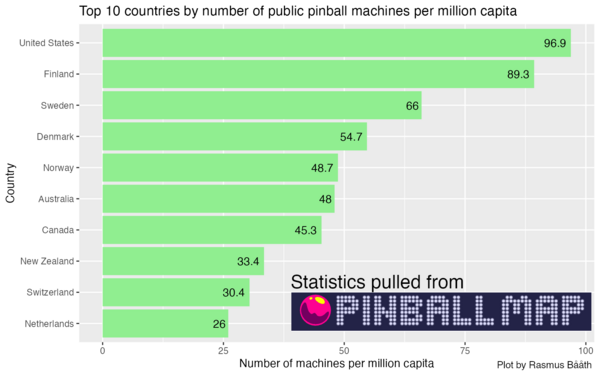 Top 10 countries by number of public pinball machines per million capita
United States 96.9
Finland 89.3
Sweden 66
Denmark 54.7
Norway 48.7
Australia 48
Canada 45.3
New Zealand 33.4
Switzerland 30.4
Netherlands 26
Country
Statistics pulled from
PINBALL MAP
0 25 50 75 100
Number of machines per million capita
Plot by Rasmus Bååth